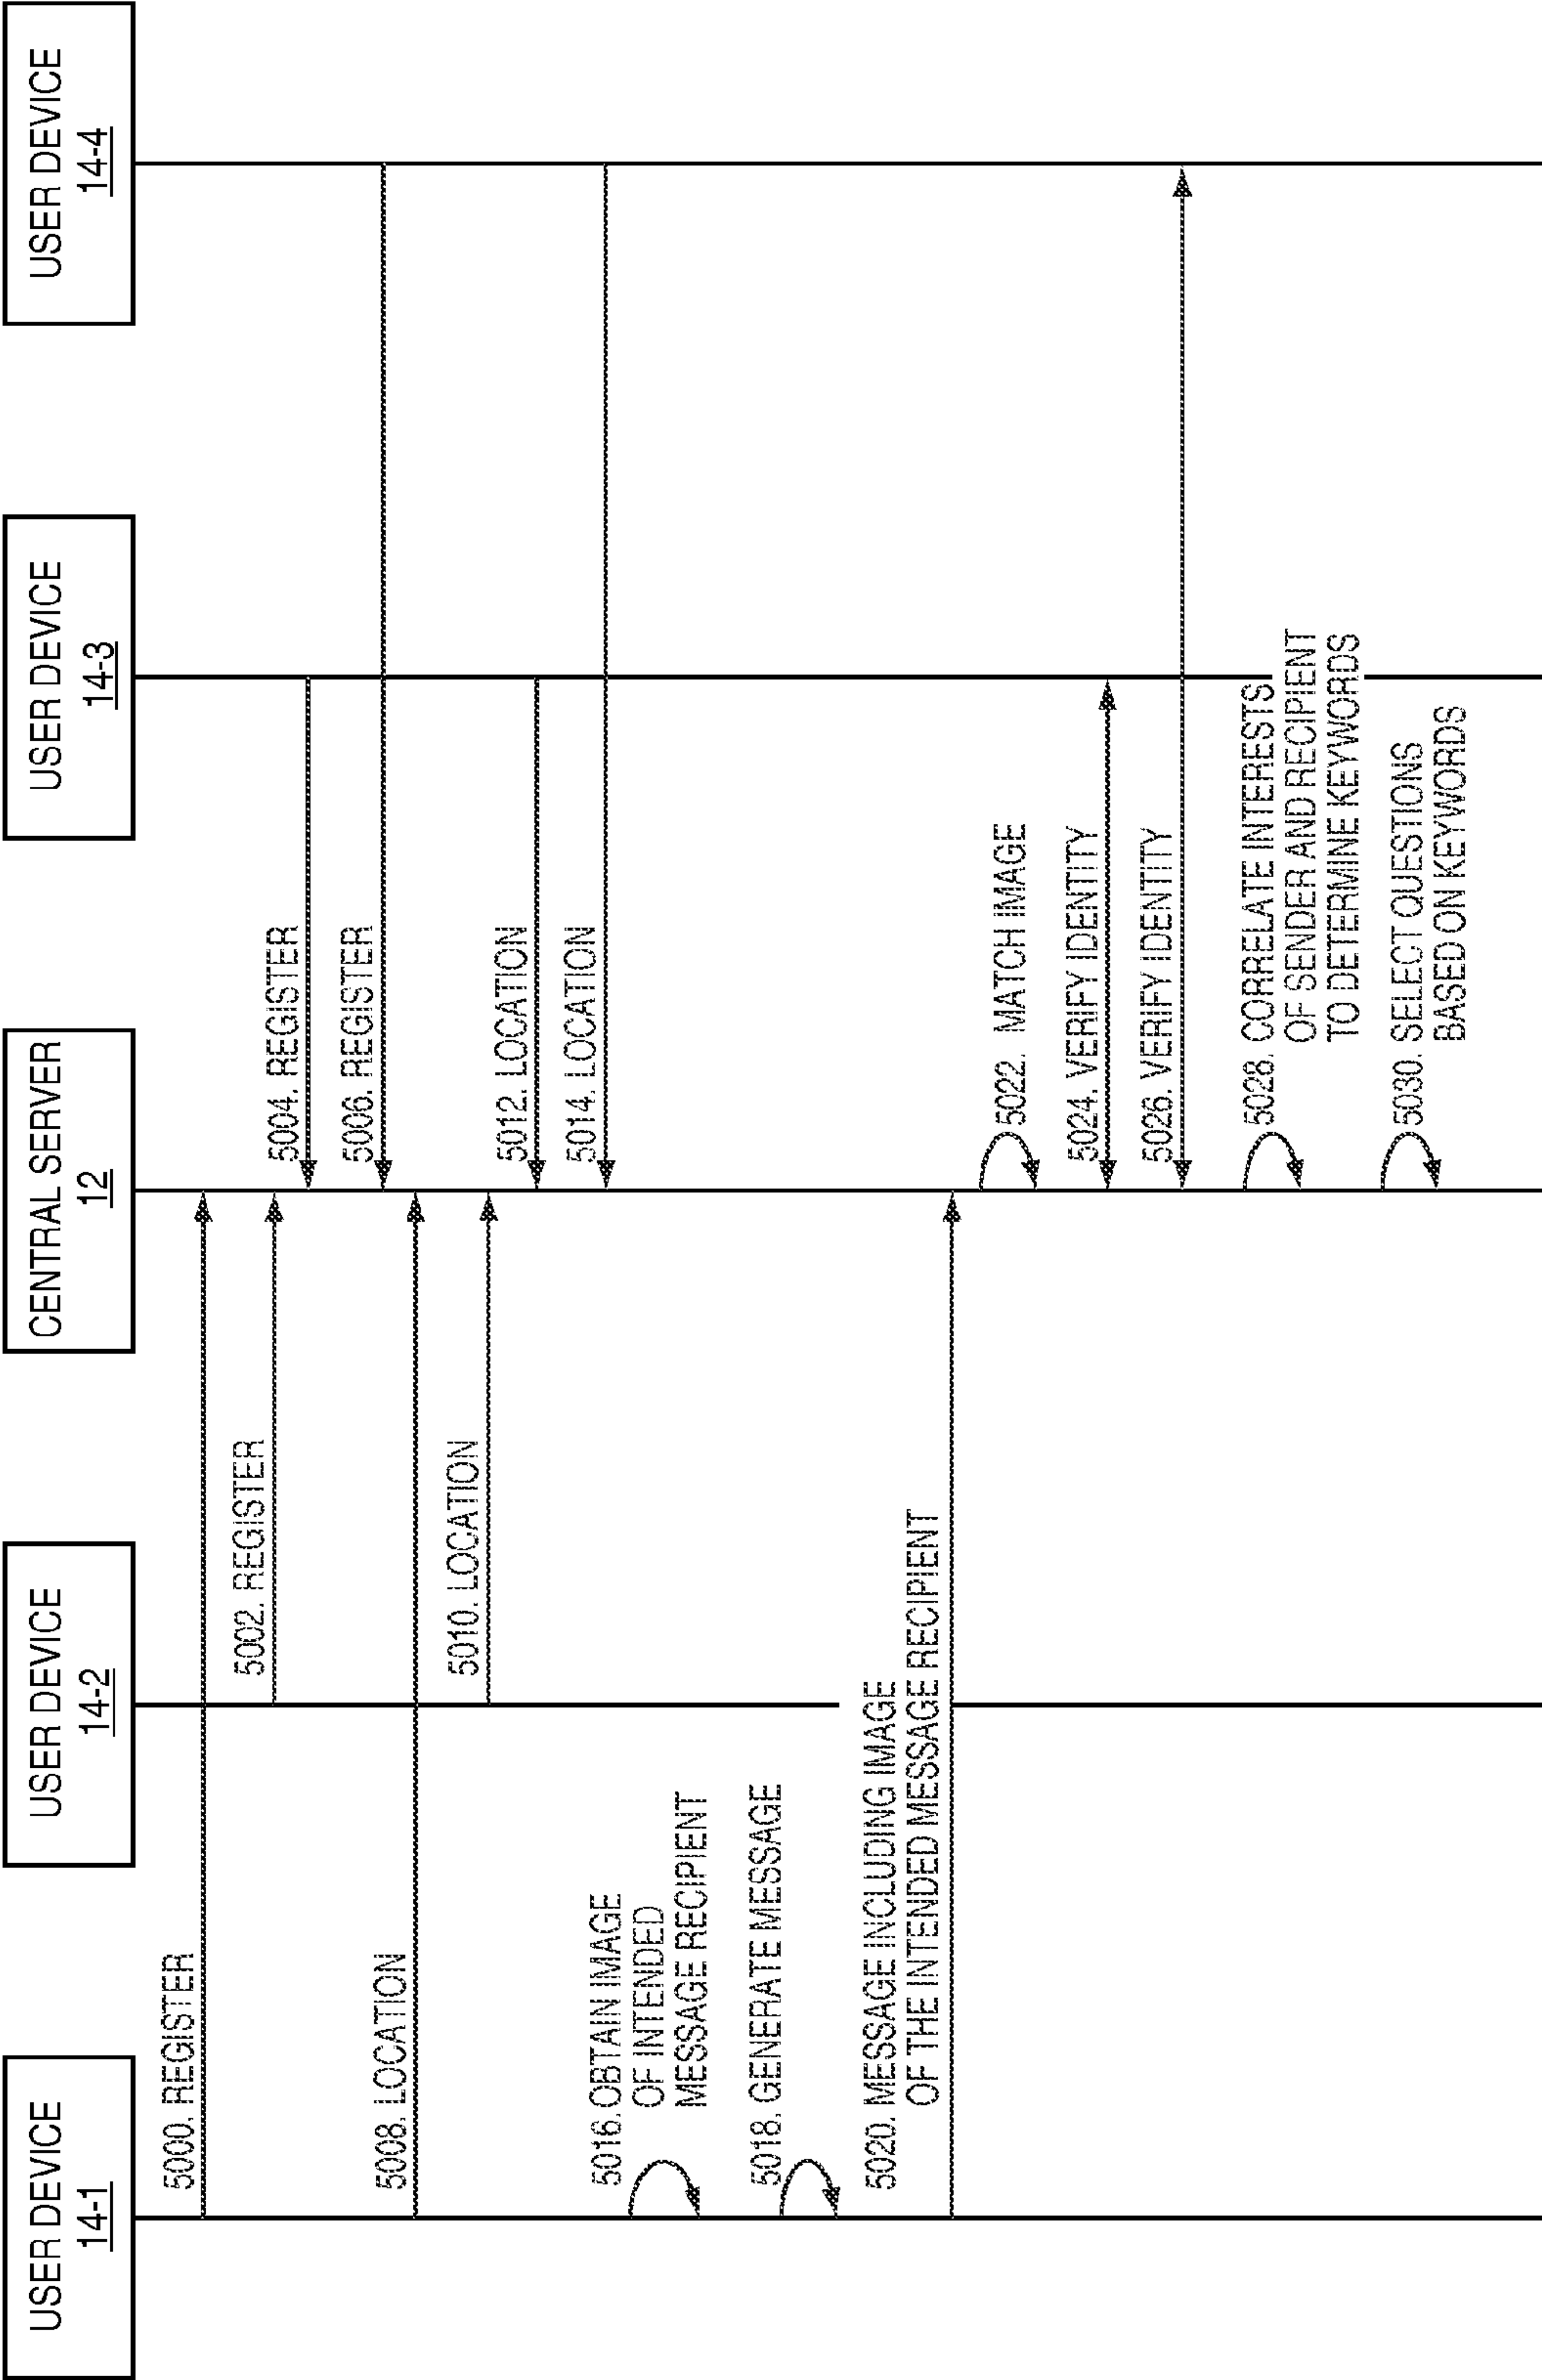 USER DEVICE
14-1
USER DEVICE
14-2
CENTRAL SERVER
12
USER DEVICE
14-3
USER DEVICE
14-4
5000. REGISTER
5002. REGISTER
5004. REGISTER
5006. REGISTER
5008. LOCATION
5010. LOCATION
5012. LOCATION
5014. LOCATION
5016. OBTAIN IMAGE
OF INTENDED
MESSAGE RECIPIENT
5018. GENERATE MESSAGE
5020. MESSAGE INCLUDING IMAGE
OF THE INTENDED MESSAGE RECIPIENT
5022. MATCH IMAGE
5024. VERIFY IDENTITY
5026. VERIFY IDENTITY
5028. CORRELATE INTERESTS
OF SENDER AND RECIPIENT
TO DETERMINE KEYWORDS
5030. SELECT QUESTIONS
BASED ON KEYWORDS